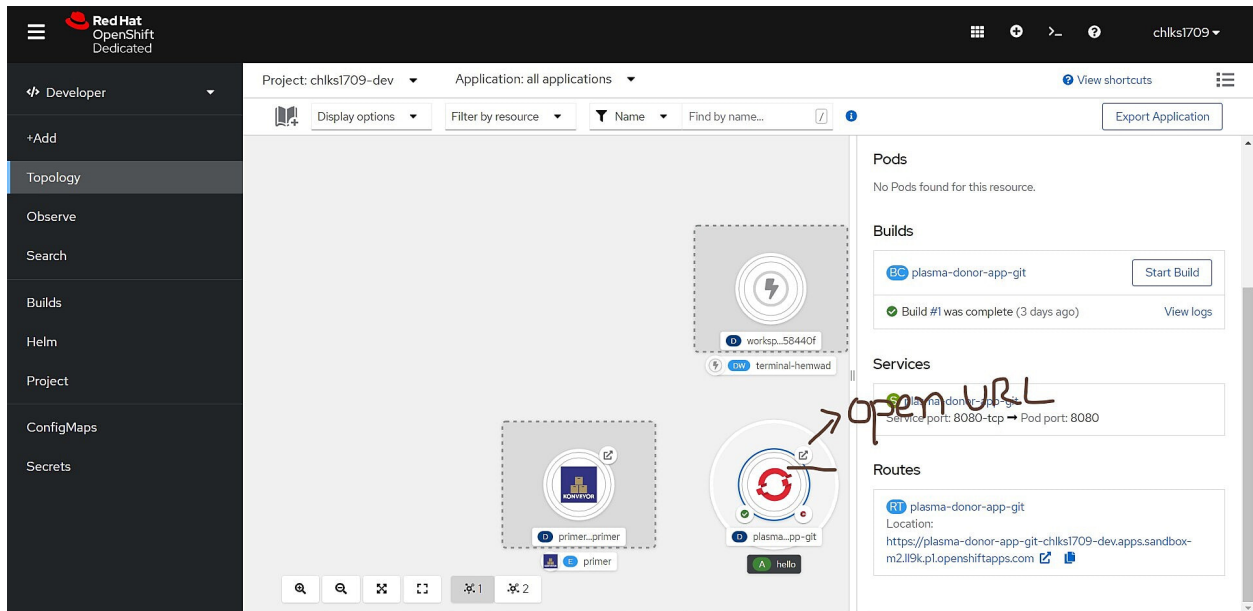 Red Hat
OpenShift
Dedicated
chlks1709
Developer
+Add
Topology
Observe
Search
Builds
Helm
Project
ConfigMaps
Secrets
Project: chlks1709-dev
Application: all applications
View shortcuts
Display options
Filter by resource
Name
Find by name...
/
Export Application
D worksp...58440f
DW terminal-hemwad
KONVEYOR
D primer...primer
E primer
D plasma...pp-git
A hello
open URL
1
2
Pods
No Pods found for this resource.
Builds
BC plasma-donor-app-git
Start Build
Build #1 was complete (3 days ago)
View logs
Services
S plasma-donor-app-git
Service port: 8080-tcp → Pod port: 8080
Routes
RT plasma-donor-app-git
Location:
https://plasma-donor-app-git-chlks1709-dev.apps.sandbox-
m2.ll9k.p1.openshiftapps.com